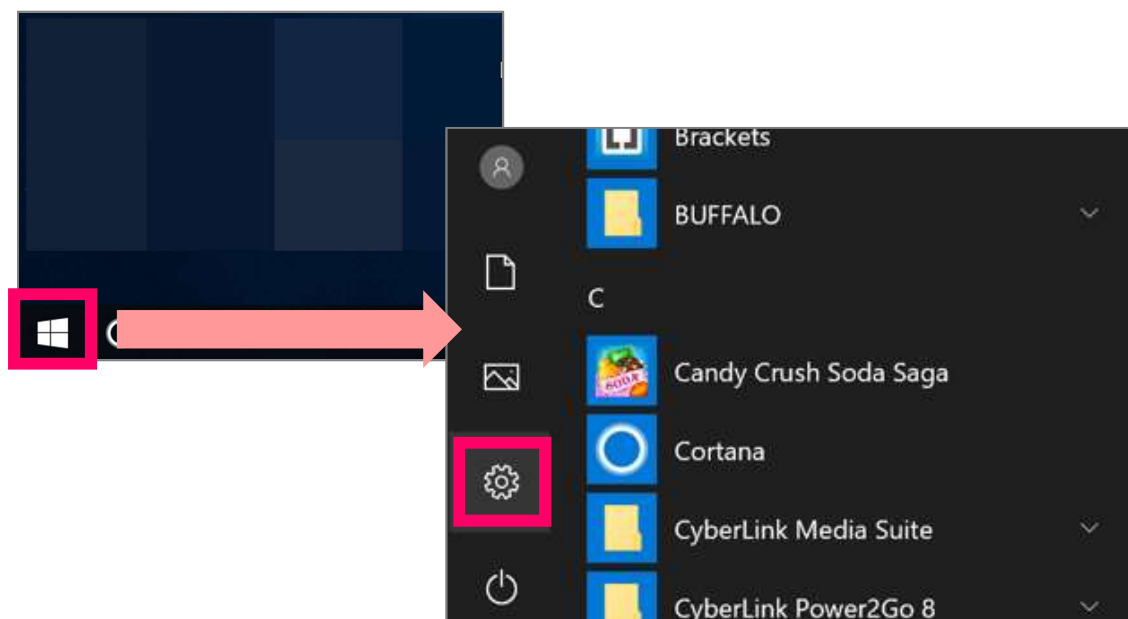 Brackets
BUFFALO
C
Candy Crush Soda Saga
Cortana
CyberLink Media Suite
CyberLink Power2Go 8